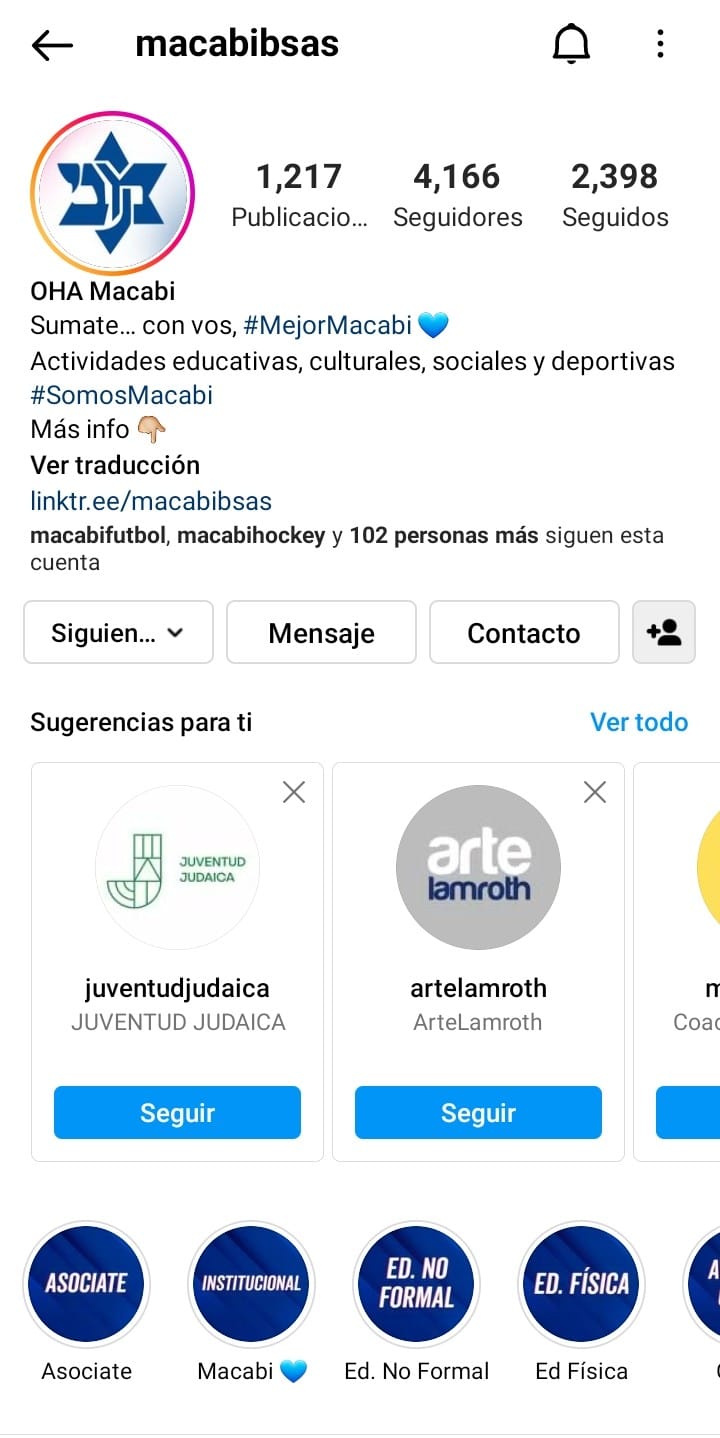 macabibsas
1,217 4,166 2,398
Publicacio... Seguidores Seguidos
OHA Macabi
Sumate... con vos, #MejorMacabi 💙
Actividades educativas, culturales, sociales y deportivas
#SomosMacabi
Más info 👇🏼
Ver traducción
linktr.ee/macabibsas
macabifutbol, macabihockey y 102 personas más siguen esta
cuenta
Siguien... Mensaje Contacto
Sugerencias para ti Ver todo
JUVENTUD
JUDAICA
juventudjudaica
JUVENTUD JUDAICA
Seguir
arte
lamroth
artelamroth
ArteLamroth
Seguir
m
Coac
ASOCIATE
INSTITUCIONAL
ED. NO
FORMAL
ED. FÍSICA
Asociate Macabi 💙 Ed. No Formal Ed Física